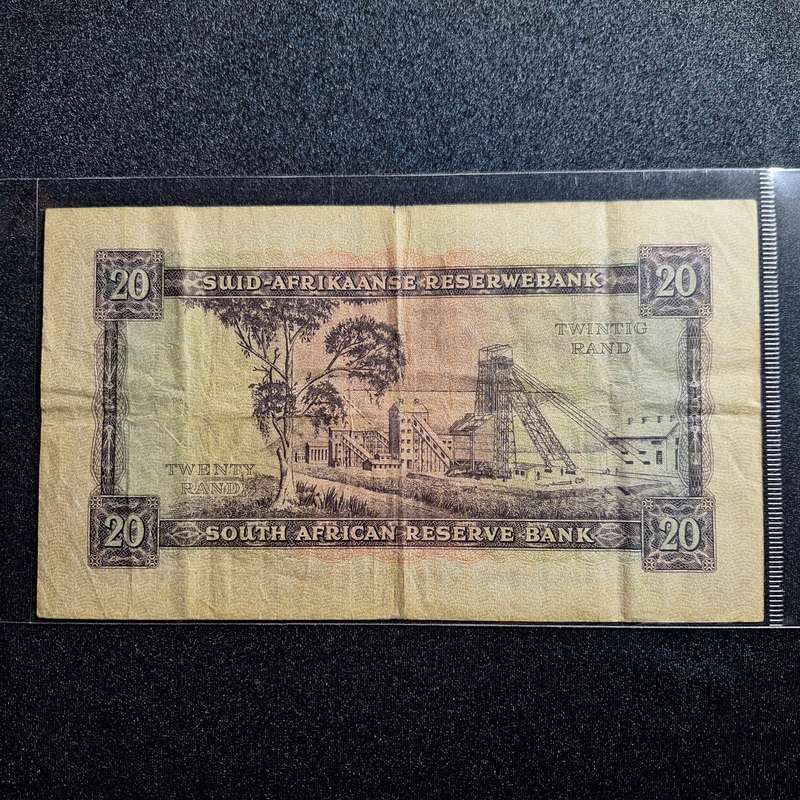 20 SUID-AFRIKAANSE RESERWEBANK 20
TWINTIG
RAND
TWENTY
RAND
20 SOUTH AFRICAN RESERVE BANK 20